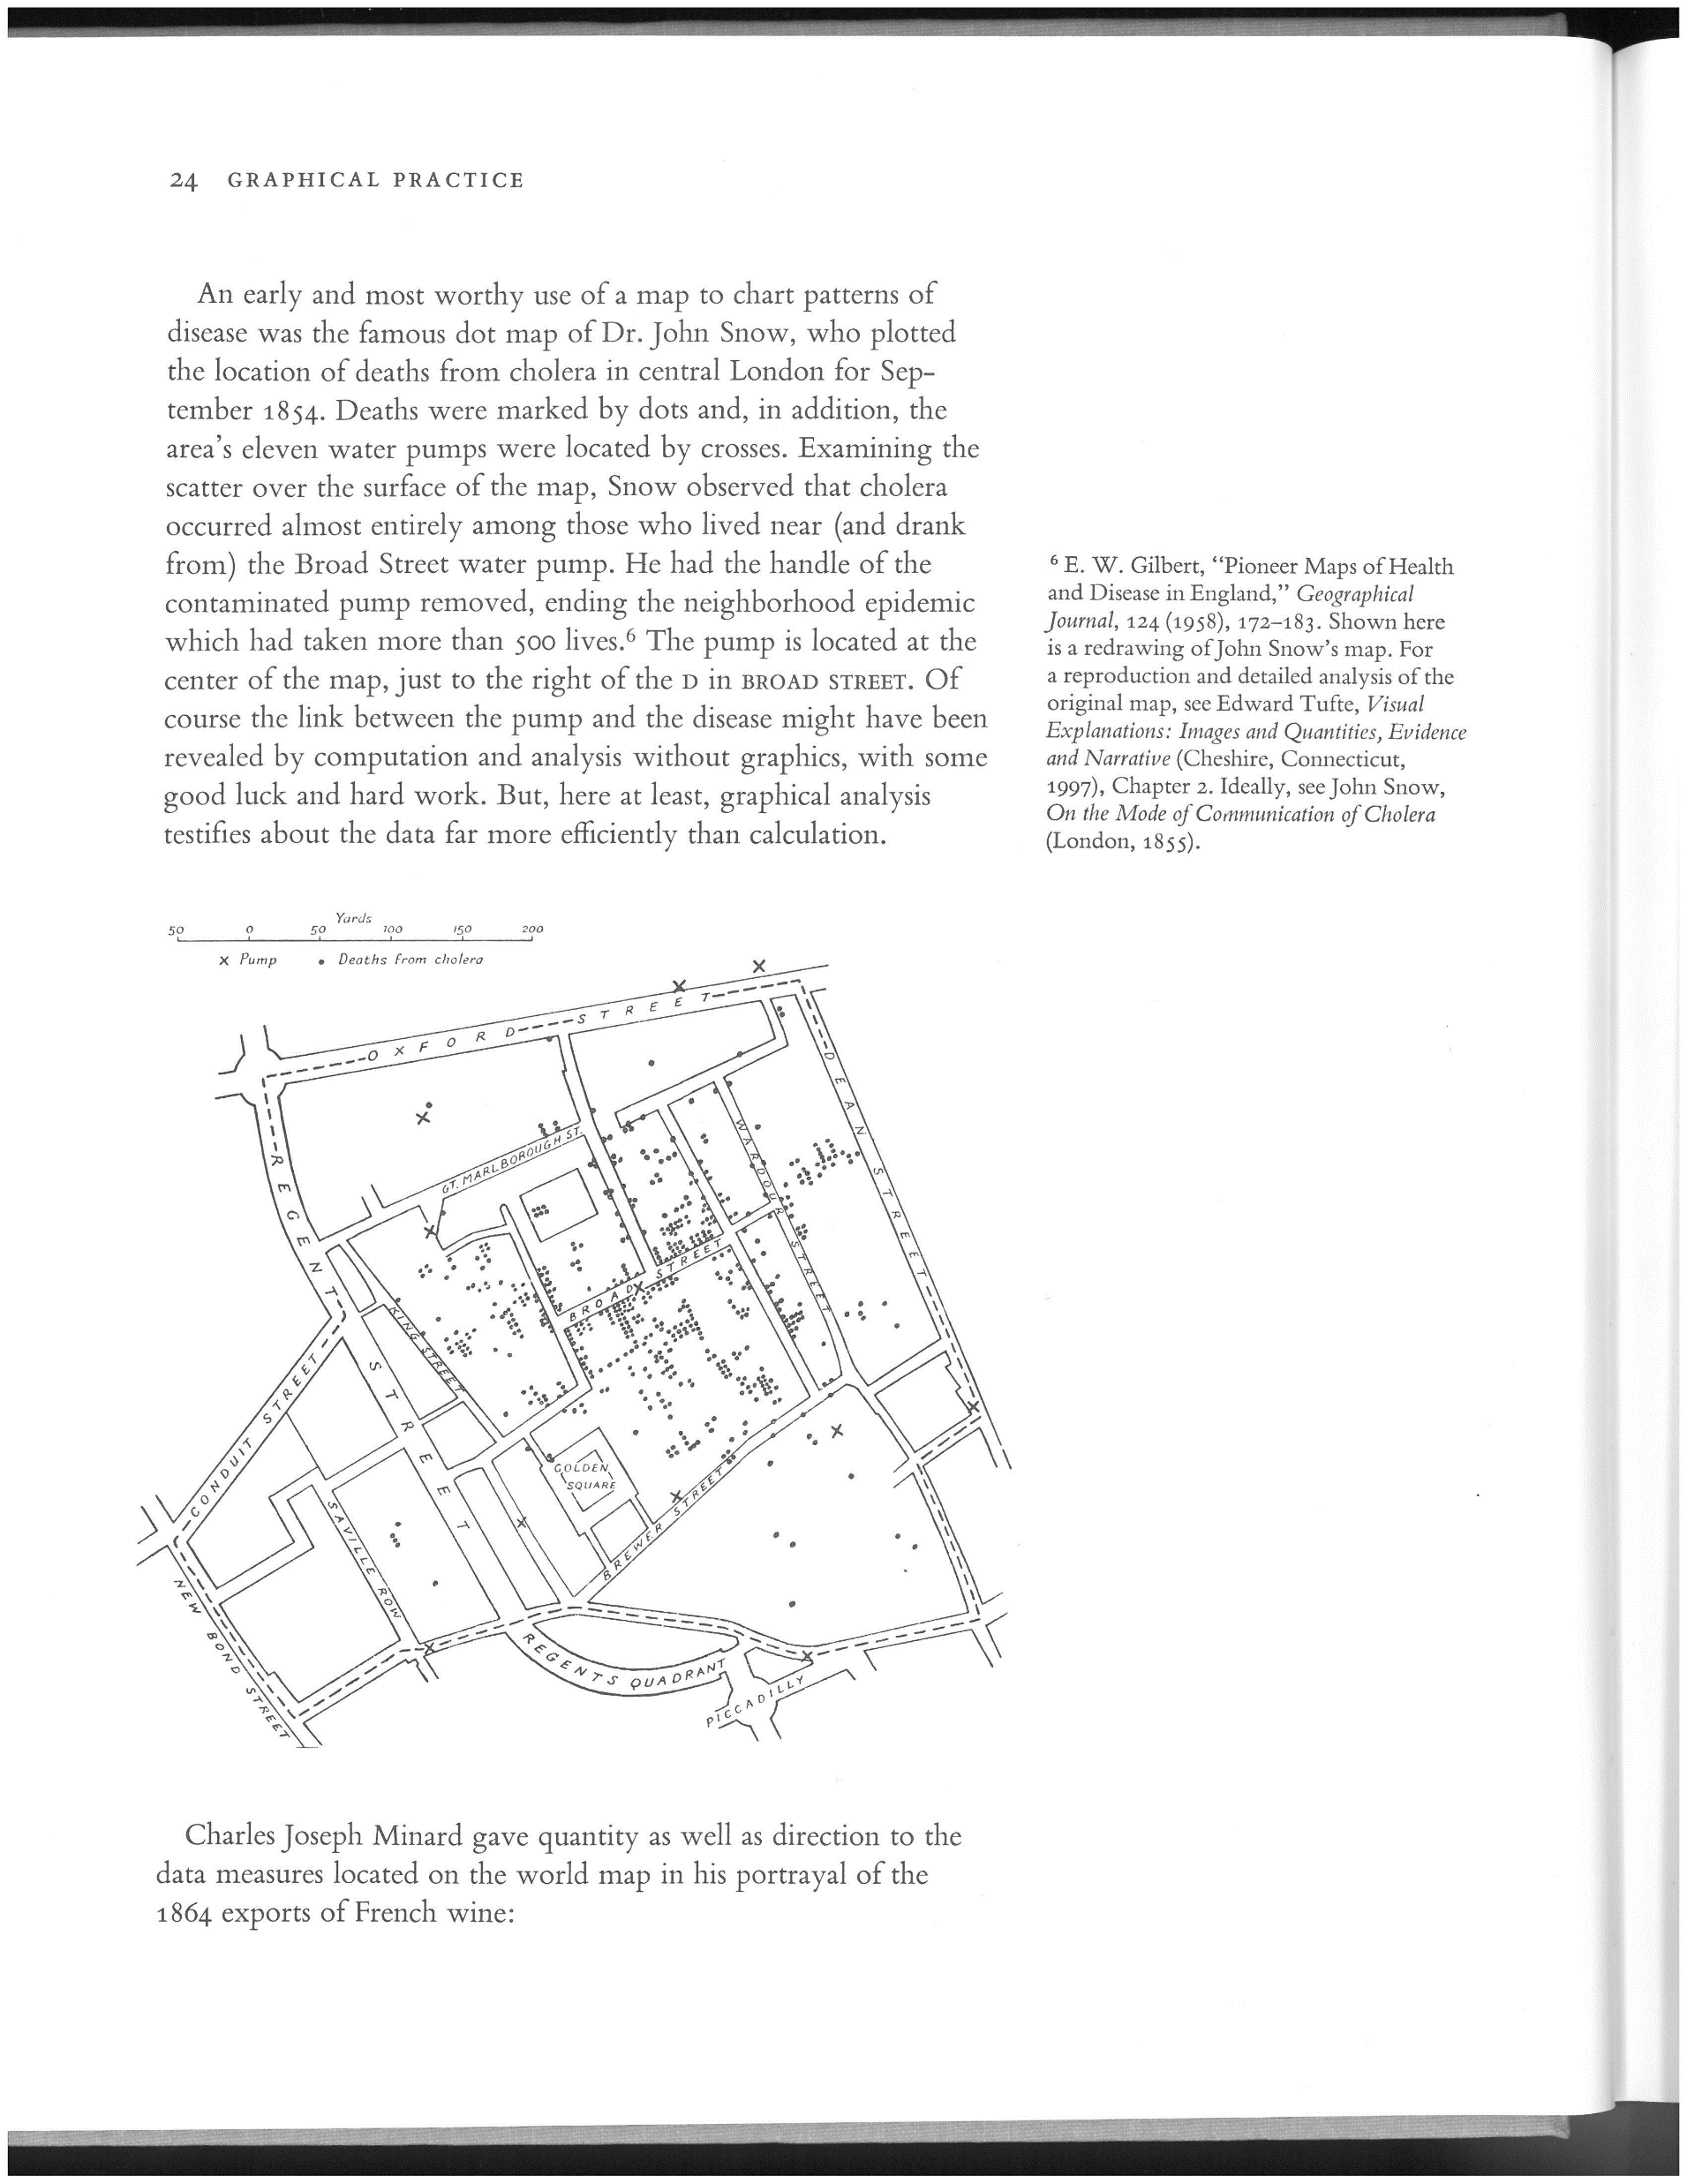 24 GRAPHICAL PRACTICE
An early and most worthy use of a map to chart patterns of
disease was the famous dot map of Dr. John Snow, who plotted
the location of deaths from cholera in central London for Sep-
tember 1854. Deaths were marked by dots and, in addition, the
area's eleven water pumps were located by crosses. Examining the
scatter over the surface of the map, Snow observed that cholera
occurred almost entirely among those who lived near (and drank
from) the Broad Street water pump. He had the handle of the
contaminated pump removed, ending the neighborhood epidemic
which had taken more than 500 lives.⁶ The pump is located at the
center of the map, just to the right of the D in BROAD STREET. Of
course the link between the pump and the disease might have been
revealed by computation and analysis without graphics, with some
good luck and hard work. But, here at least, graphical analysis
testifies about the data far more efficiently than calculation.
⁶ E. W. Gilbert, "Pioneer Maps of Health
and Disease in England," Geographical
Journal, 124 (1958), 172–183. Shown here
is a redrawing of John Snow's map. For
a reproduction and detailed analysis of the
original map, see Edward Tufte, Visual
Explanations: Images and Quantities, Evidence
and Narrative (Cheshire, Connecticut,
1997), Chapter 2. Ideally, see John Snow,
On the Mode of Communication of Cholera
(London, 1855).
Yards
50 0 50 100 150 200
x Pump • Deaths from cholera
OXFORD STREET
DEAN STREET
REGENT STREET
GT. MARLBOROUGH ST.
WARDOUR STREET
BROAD STREET
KING STREET
CONDUIT STREET
GOLDEN
SQUARE
SAVILLE ROW
BREWER STREET
NEW BOND STREET
REGENTS QUADRANT
PICCADILLY
Charles Joseph Minard gave quantity as well as direction to the
data measures located on the world map in his portrayal of the
1864 exports of French wine: